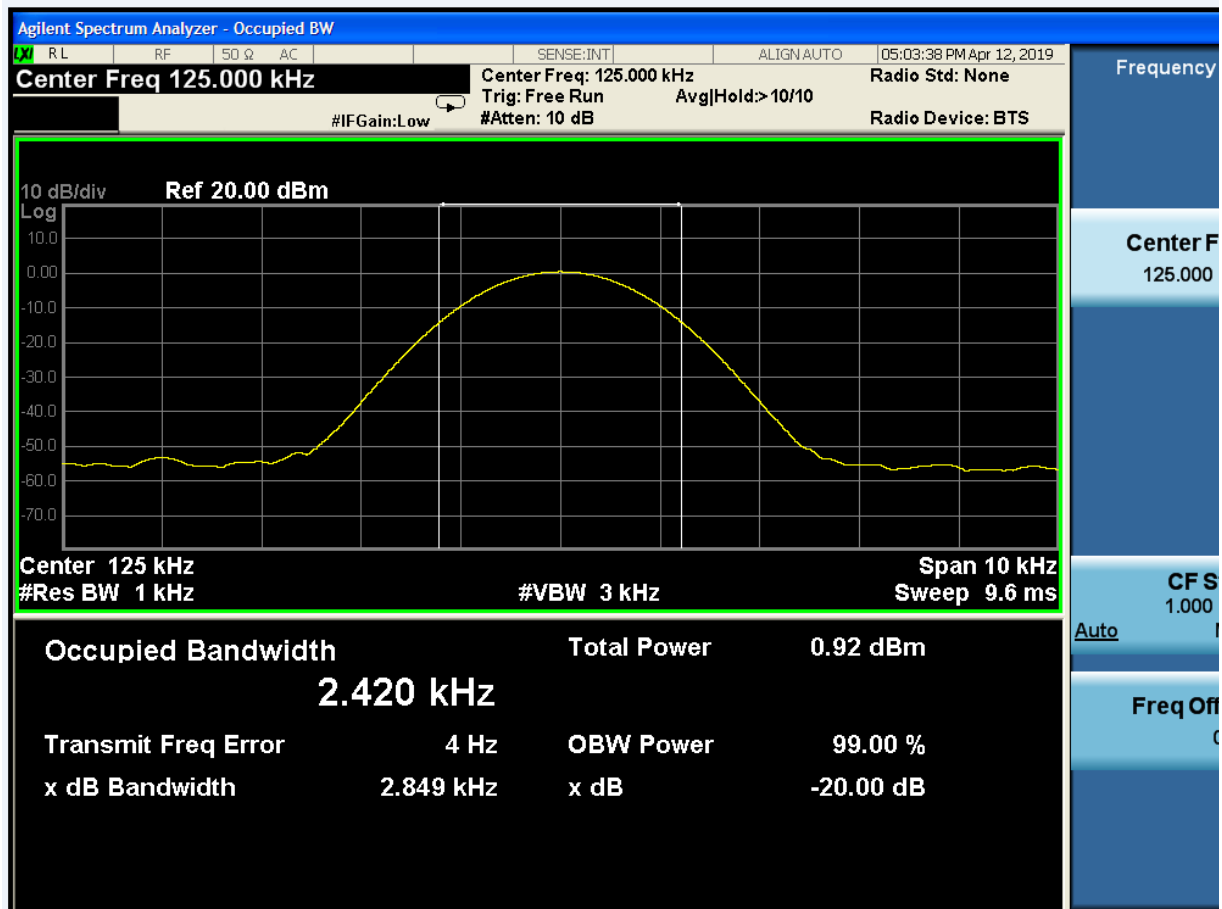 Agilent Spectrum Analyzer - Occupied BW
LXI RL RF 50 Ω AC SENSE:INT ALIGN AUTO 05:03:38 PM Apr 12, 2019
Center Freq 125.000 kHz
Center Freq: 125.000 kHz Radio Std: None
Trig: Free Run Avg|Hold:> 10/10
#IFGain:Low #Atten: 10 dB Radio Device: BTS
10 dB/div Ref 20.00 dBm
Log
10.0
0.00
-10.0
-20.0
-30.0
-40.0
-50.0
-60.0
-70.0
Center 125 kHz Span 10 kHz
#Res BW 1 kHz #VBW 3 kHz Sweep 9.6 ms
Occupied Bandwidth Total Power 0.92 dBm
2.420 kHz
Transmit Freq Error 4 Hz OBW Power 99.00 %
x dB Bandwidth 2.849 kHz x dB -20.00 dB
Frequency
Center F
125.000
CF S
1.000
Auto
Freq Off